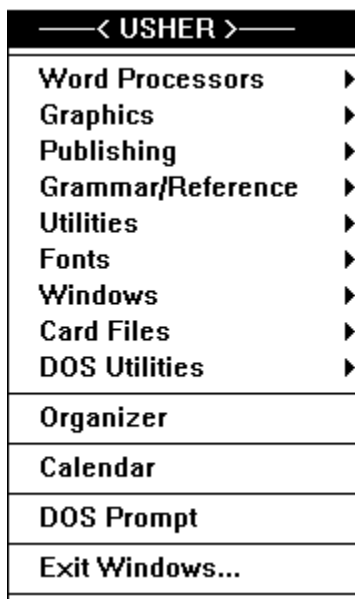 < USHER >
Word Processors
Graphics
Publishing
Grammar/Reference
Utilities
Fonts
Windows
Card Files
DOS Utilities
Organizer
Calendar
DOS Prompt
Exit Windows...